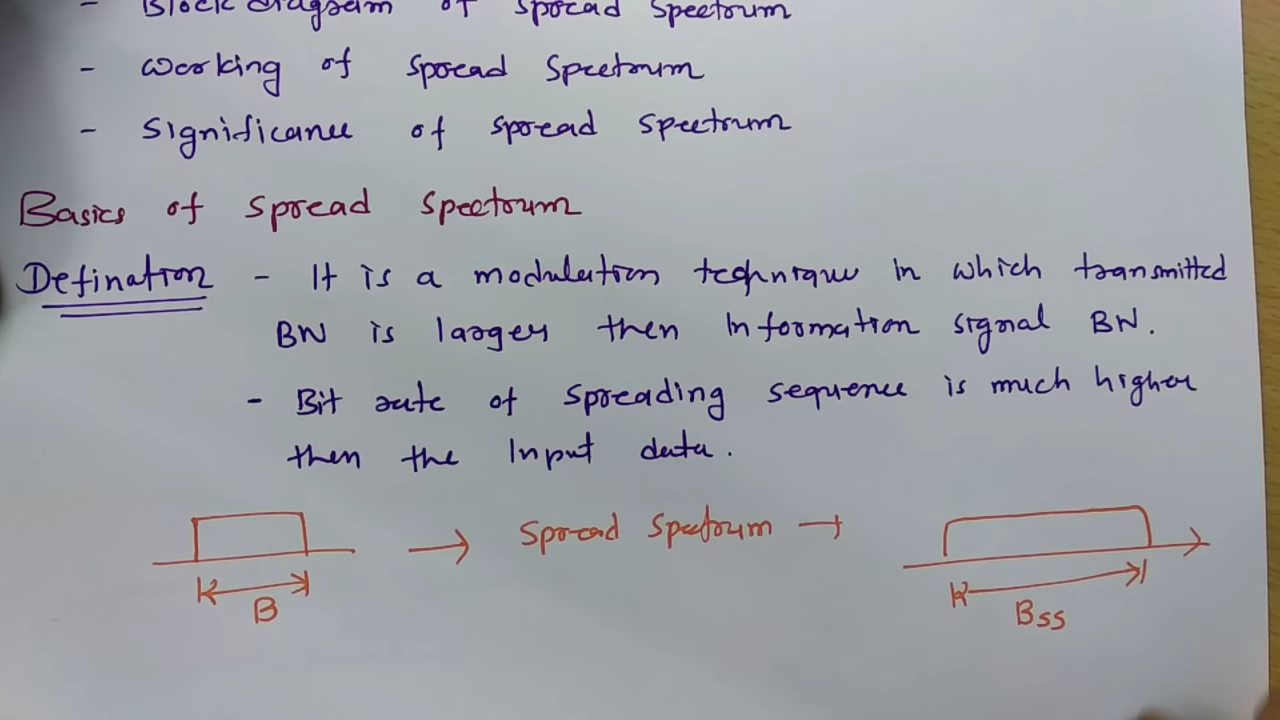 - Block diagram of spread spectrum
- Working of spread spectrum
- Significance of spread spectrum
Basics of spread spectrum
Defination - It is a modulation technique in which transmitted
BW is larger then Information signal BW.
- Bit rate of spreading sequence is much higher
then the Input data.
B → spread spectrum → Bss